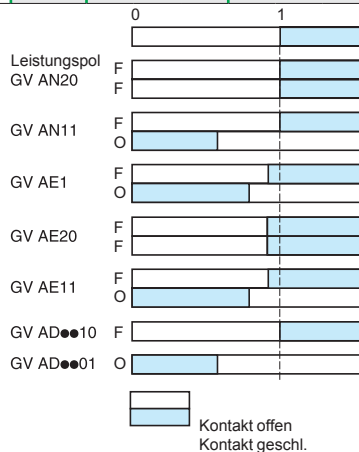 0 1
Leistungspol
GV AN20 F
F
GV AN11 F
O
GV AE1 F
O
GV AE20 F
F
GV AE11 F
O
GV AD●●10 F
GV AD●●01 O
Kontakt offen
Kontakt geschl.